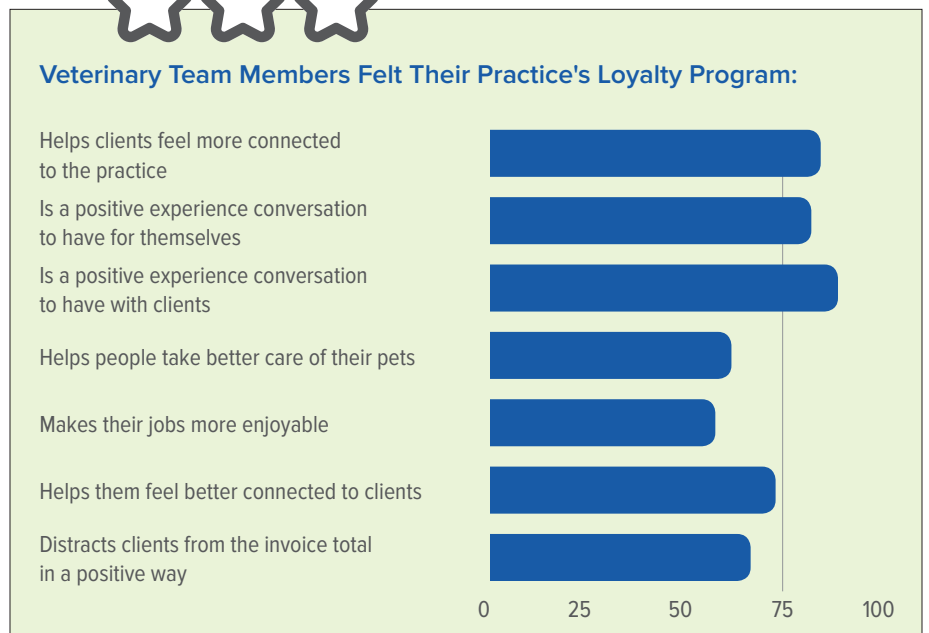 Veterinary Team Members Felt Their Practice's Loyalty Program:
Helps clients feel more connected
to the practice
Is a positive experience conversation
to have for themselves
Is a positive experience conversation
to have with clients
Helps people take better care of their pets
Makes their jobs more enjoyable
Helps them feel better connected to clients
Distracts clients from the invoice total
in a positive way
0 25 50 75 100